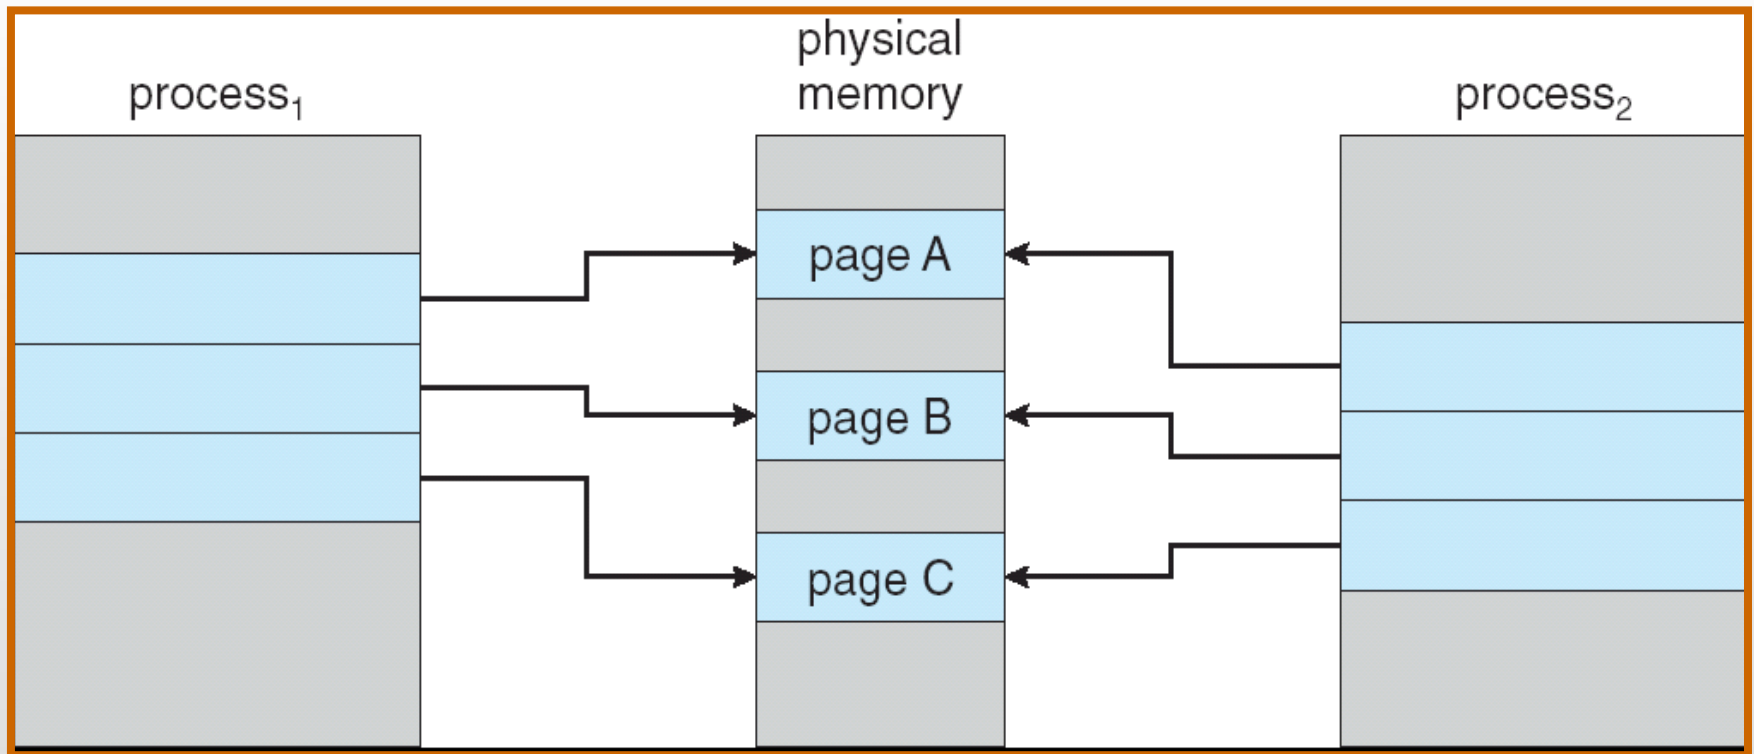 physical
memory
process₁
process₂
page A
page B
page C